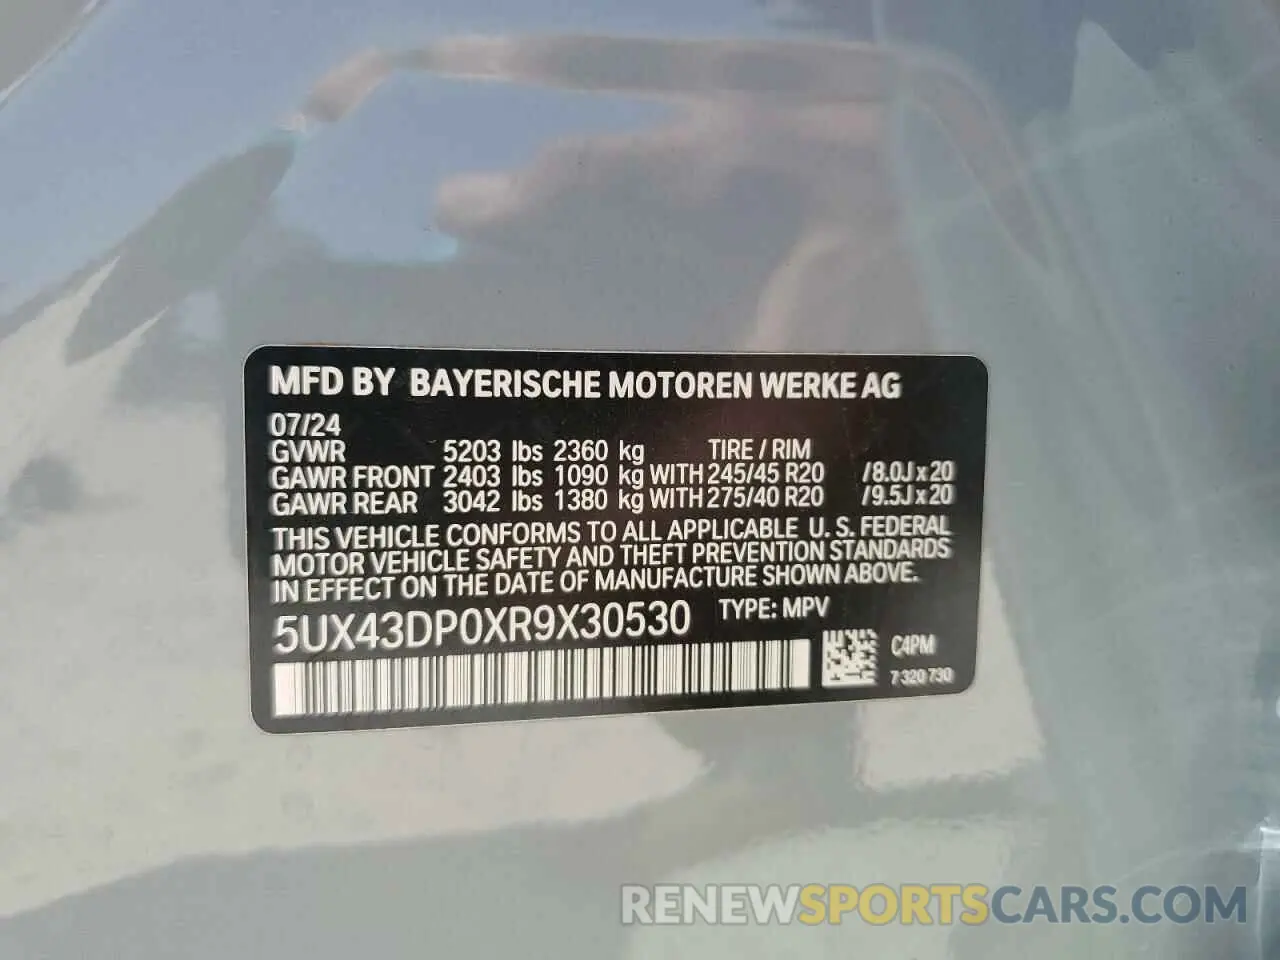 MFD BY BAYERISCHE MOTOREN WERKE AG
07/24
GVWR 5203 lbs 2360 kg TIRE / RIM
GAWR FRONT 2403 lbs 1090 kg WITH 245/45 R20 /8.0J x 20
GAWR REAR 3042 lbs 1380 kg WITH 275/40 R20 /9.5J x 20
THIS VEHICLE CONFORMS TO ALL APPLICABLE U. S. FEDERAL
MOTOR VEHICLE SAFETY AND THEFT PREVENTION STANDARDS
IN EFFECT ON THE DATE OF MANUFACTURE SHOWN ABOVE.
5UX43DP0XR9X30530 TYPE: MPV
C4PM
7 320 730
RENEWSPORTSCARS.COM